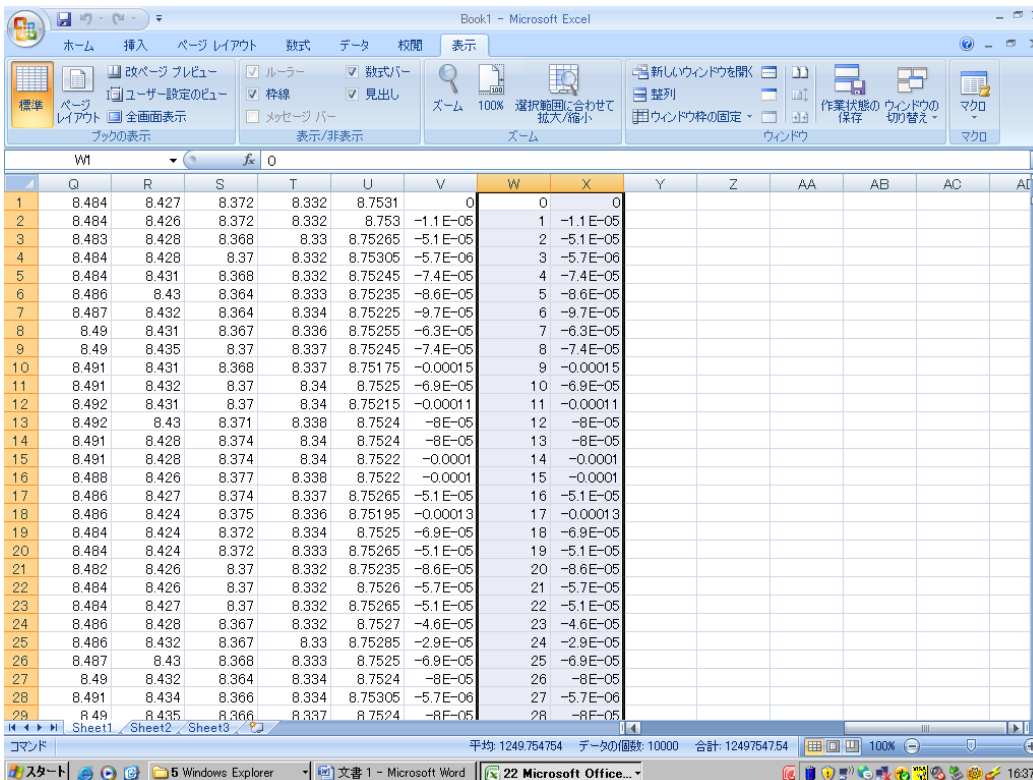 Book1 - Microsoft Excel
ホーム 挿入 ページ レイアウト 数式 データ 校閲 表示
標準
ページ レイアウト
改ページ プレビュー
ユーザー設定のビュー
全画面表示
ブックの表示
ルーラー
枠線
メッセージ バー
数式バー
見出し
表示/非表示
ズーム
100%
選択範囲に合わせて
拡大/縮小
ズーム
新しいウィンドウを開く
整列
ウィンドウ枠の固定
作業状態の
保存
ウィンドウの
切り替え
ウィンドウ
マクロ
マクロ
W1 fx 0
Q R S T U V W X Y Z AA AB AC AD
1 8.484 8.427 8.372 8.332 8.7531 0 0 0
2 8.484 8.426 8.372 8.332 8.753 -1.1E-05 1 -1.1E-05
3 8.483 8.428 8.368 8.33 8.75265 -5.1E-05 2 -5.1E-05
4 8.484 8.428 8.37 8.332 8.75305 -5.7E-06 3 -5.7E-06
5 8.484 8.431 8.368 8.332 8.75245 -7.4E-05 4 -7.4E-05
6 8.486 8.43 8.364 8.333 8.75235 -8.6E-05 5 -8.6E-05
7 8.487 8.432 8.364 8.334 8.75225 -9.7E-05 6 -9.7E-05
8 8.49 8.431 8.367 8.336 8.75255 -6.3E-05 7 -6.3E-05
9 8.49 8.435 8.37 8.337 8.75245 -7.4E-05 8 -7.4E-05
10 8.491 8.431 8.368 8.337 8.75175 -0.00015 9 -0.00015
11 8.491 8.432 8.37 8.34 8.7525 -6.9E-05 10 -6.9E-05
12 8.492 8.431 8.37 8.34 8.75215 -0.00011 11 -0.00011
13 8.492 8.43 8.371 8.338 8.7524 -8E-05 12 -8E-05
14 8.491 8.428 8.374 8.34 8.7524 -8E-05 13 -8E-05
15 8.491 8.428 8.374 8.34 8.7522 -0.0001 14 -0.0001
16 8.488 8.426 8.377 8.338 8.7522 -0.0001 15 -0.0001
17 8.486 8.427 8.374 8.337 8.75265 -5.1E-05 16 -5.1E-05
18 8.486 8.424 8.375 8.336 8.75195 -0.00013 17 -0.00013
19 8.484 8.424 8.372 8.334 8.7525 -6.9E-05 18 -6.9E-05
20 8.484 8.424 8.372 8.333 8.75265 -5.1E-05 19 -5.1E-05
21 8.482 8.426 8.37 8.332 8.75235 -8.6E-05 20 -8.6E-05
22 8.484 8.426 8.37 8.332 8.7526 -5.7E-05 21 -5.7E-05
23 8.484 8.427 8.37 8.332 8.75265 -5.1E-05 22 -5.1E-05
24 8.486 8.428 8.367 8.332 8.7527 -4.6E-05 23 -4.6E-05
25 8.486 8.432 8.367 8.33 8.75285 -2.9E-05 24 -2.9E-05
26 8.487 8.43 8.368 8.333 8.7525 -6.9E-05 25 -6.9E-05
27 8.49 8.432 8.364 8.334 8.7524 -8E-05 26 -8E-05
28 8.491 8.434 8.366 8.334 8.75305 -5.7E-06 27 -5.7E-06
29 8.49 8.435 8.366 8.337 8.7524 -8E-05 28 -8E-05
Sheet1 Sheet2 Sheet3
コマンド 平均: 1249.754754 データの個数: 10000 合計: 12497547.54 100%
スタート 5 Windows Explorer 文書 1 - Microsoft Word 22 Microsoft Office... 16:37